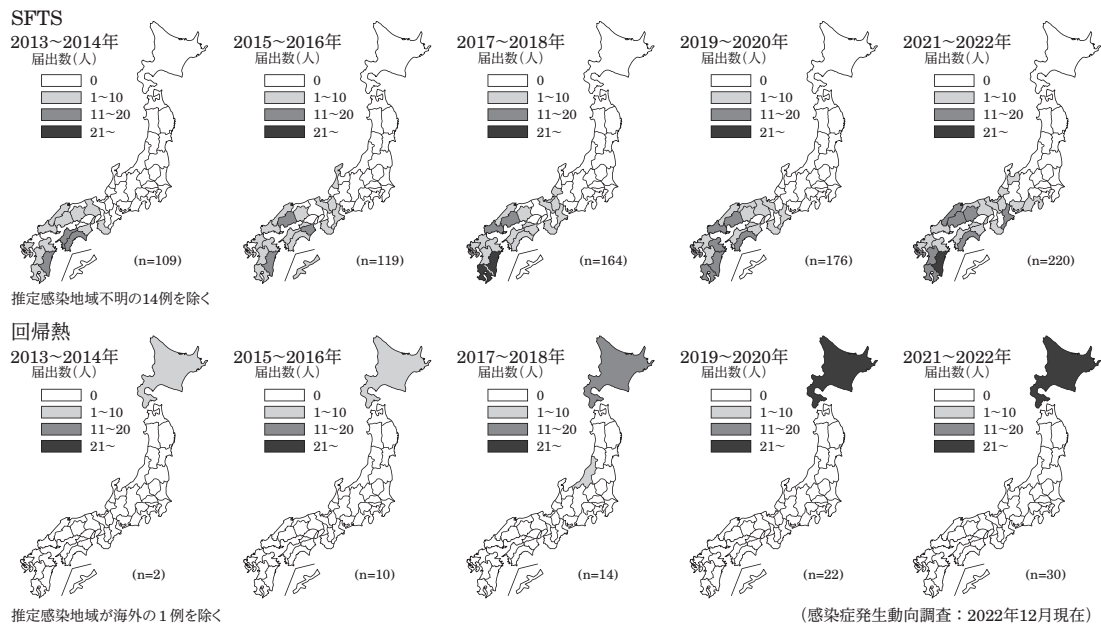 SFTS
2013~2014年
届出数（人）
0
1~10
11~20
21~
(n=109)
2015~2016年
届出数（人）
0
1~10
11~20
21~
(n=119)
2017~2018年
届出数（人）
0
1~10
11~20
21~
(n=164)
2019~2020年
届出数（人）
0
1~10
11~20
21~
(n=176)
2021~2022年
届出数（人）
0
1~10
11~20
21~
(n=220)
推定感染地域不明の14例を除く
回帰熱
2013~2014年
届出数（人）
0
1~10
11~20
21~
(n=2)
2015~2016年
届出数（人）
0
1~10
11~20
21~
(n=10)
2017~2018年
届出数（人）
0
1~10
11~20
21~
(n=14)
2019~2020年
届出数（人）
0
1~10
11~20
21~
(n=22)
2021~2022年
届出数（人）
0
1~10
11~20
21~
(n=30)
推定感染地域が海外の1例を除く
（感染症発生動向調査：2022年12月現在）